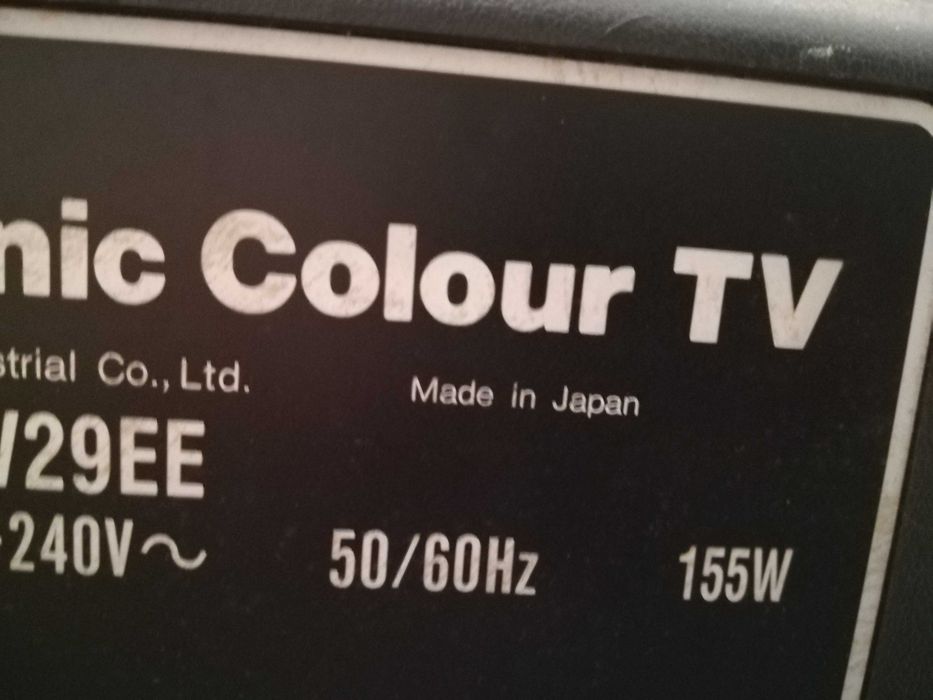 nic Colour TV
strial Co., Ltd. Made in Japan
V29EE
-240V~ 50/60Hz 155W